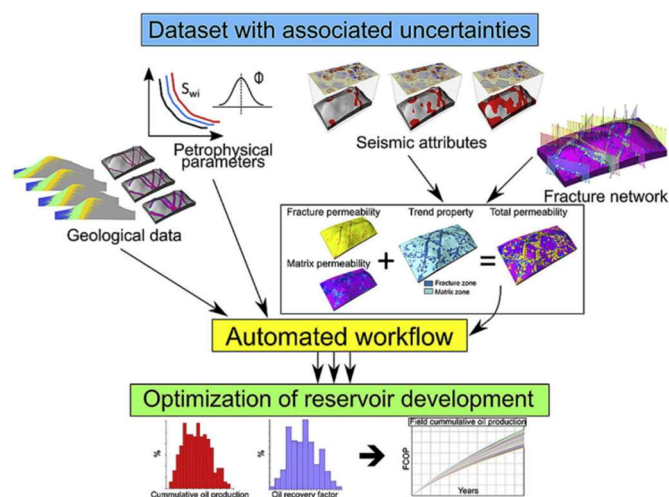 Dataset with associated uncertainties
S wi
Φ
Petrophysical
parameters
Seismic attributes
Fracture network
Geological data
Fracture permeability
Trend property
Total permeability
Matrix permeability
+
=
Fracture zone
Matrix zone
Automated workflow
Optimization of reservoir development
%
Cummulative oil production
%
Oil recovery factor
Field cummulative oil production
FCOP
Years